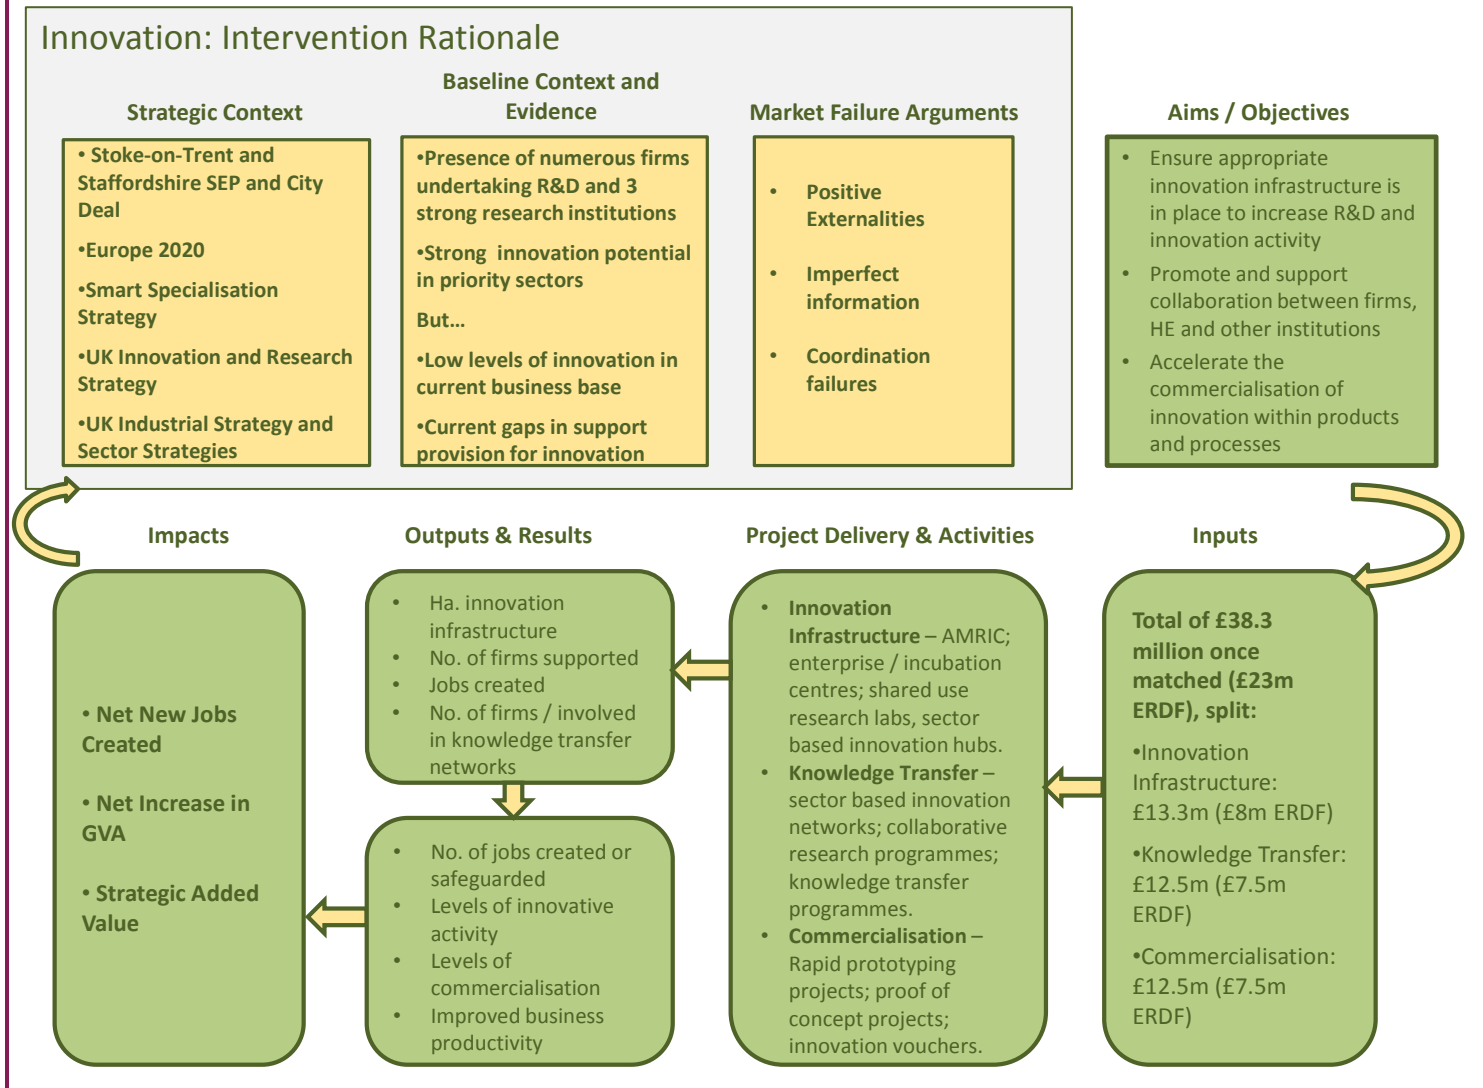 Innovation: Intervention Rationale
Strategic Context
• Stoke-on-Trent and
Staffordshire SEP and City
Deal
•Europe 2020
•Smart Specialisation
Strategy
•UK Innovation and Research
Strategy
•UK Industrial Strategy and
Sector Strategies
Baseline Context and
Evidence
•Presence of numerous firms
undertaking R&D and 3
strong research institutions
•Strong innovation potential
in priority sectors
But...
•Low levels of innovation in
current business base
•Current gaps in support
provision for innovation
Market Failure Arguments
• Positive
Externalities
• Imperfect
information
• Coordination
failures
Aims / Objectives
• Ensure appropriate
innovation infrastructure is
in place to increase R&D and
innovation activity
• Promote and support
collaboration between firms,
HE and other institutions
• Accelerate the
commercialisation of
innovation within products
and processes
Inputs
Total of £38.3
million once
matched (£23m
ERDF), split:
•Innovation
Infrastructure:
£13.3m (£8m ERDF)
•Knowledge Transfer:
£12.5m (£7.5m
ERDF)
•Commercialisation:
£12.5m (£7.5m
ERDF)
Project Delivery & Activities
• Innovation
Infrastructure – AMRIC;
enterprise / incubation
centres; shared use
research labs, sector
based innovation hubs.
• Knowledge Transfer –
sector based innovation
networks; collaborative
research programmes;
knowledge transfer
programmes.
• Commercialisation –
Rapid prototyping
projects; proof of
concept projects;
innovation vouchers.
Outputs & Results
• Ha. innovation
infrastructure
• No. of firms supported
• Jobs created
• No. of firms / involved
in knowledge transfer
networks
• No. of jobs created or
safeguarded
• Levels of innovative
activity
• Levels of
commercialisation
• Improved business
productivity
Impacts
• Net New Jobs
Created
• Net Increase in
GVA
• Strategic Added
Value